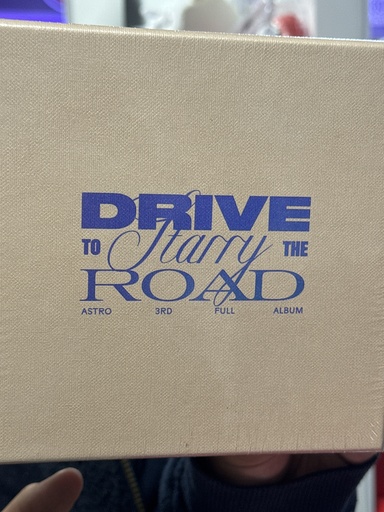 DRIVE
TO Starry THE
ROAD
ASTRO 3RD FULL ALBUM